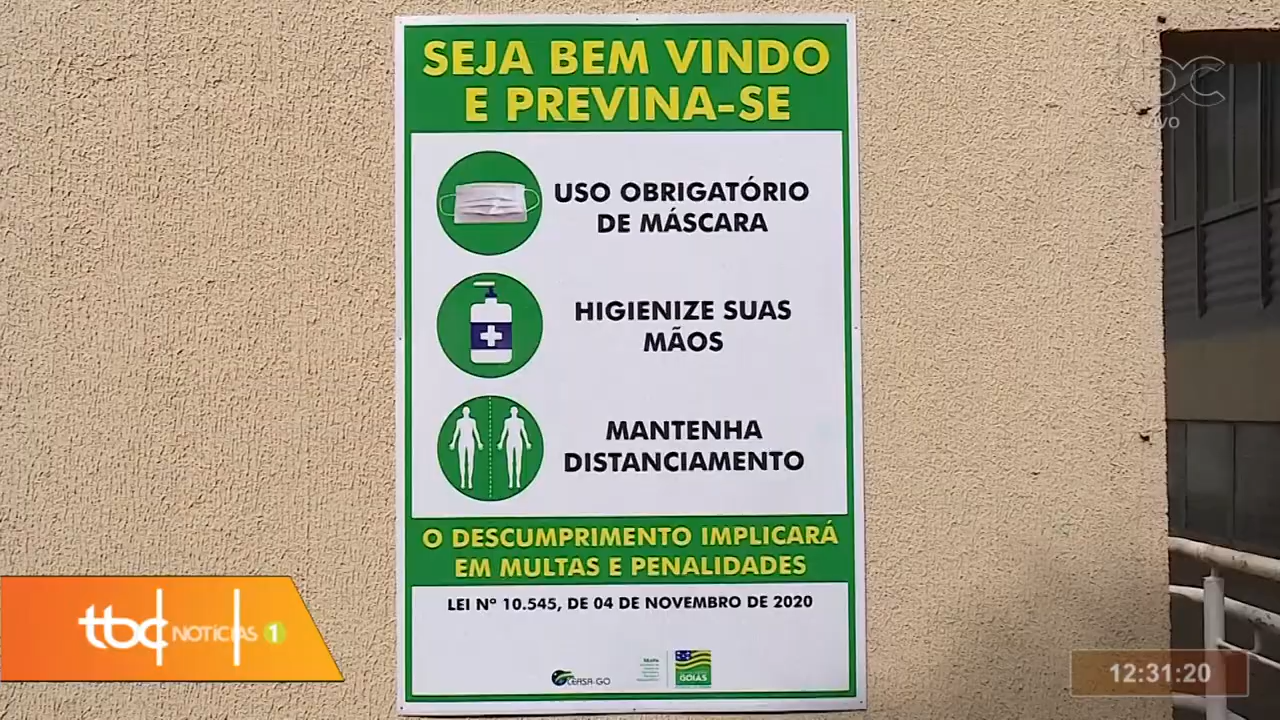 SEJA BEM VINDO
E PREVINA-SE
USO OBRIGATÓRIO
DE MÁSCARA
HIGIENIZE SUAS
MÃOS
MANTENHA
DISTANCIAMENTO
O DESCUMPRIMENTO IMPLICARÁ
EM MULTAS E PENALIDADES
LEI Nº 10.545, DE 04 DE NOVEMBRO DE 2020
CEASA-GO
GOIÁS
tbc
vivo
tbc NOTÍCIAS 1
12:31:20